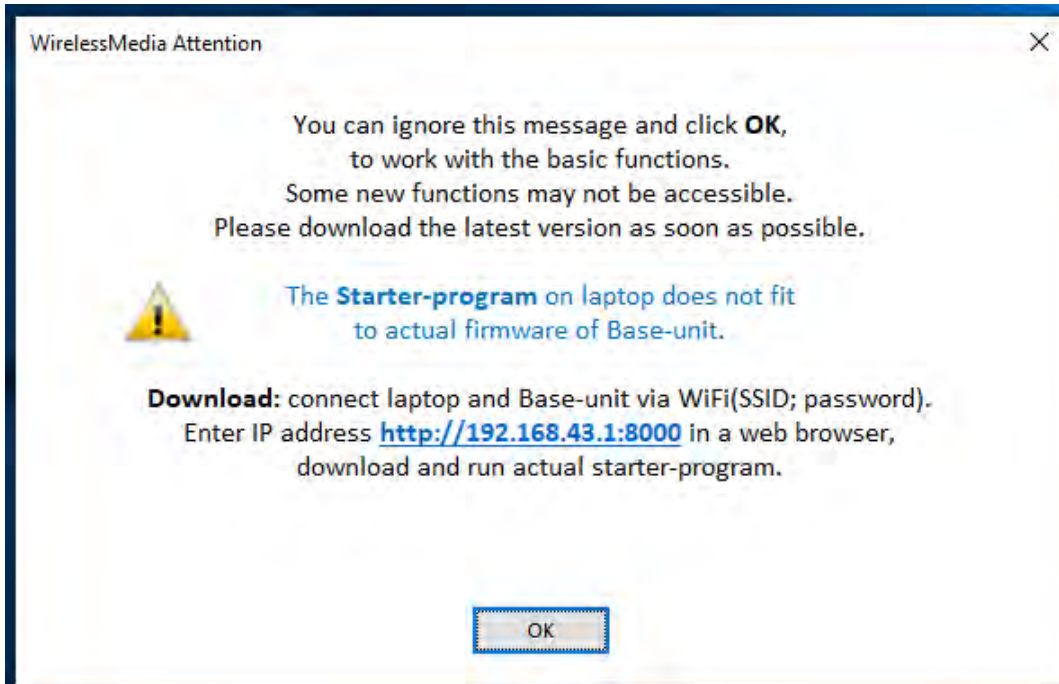 WirelessMedia Attention
You can ignore this message and click OK,
to work with the basic functions.
Some new functions may not be accessible.
Please download the latest version as soon as possible.
The Starter-program on laptop does not fit
to actual firmware of Base-unit.
Download: connect laptop and Base-unit via WiFi(SSID; password).
Enter IP address http://192.168.43.1:8000 in a web browser,
download and run actual starter-program.
OK